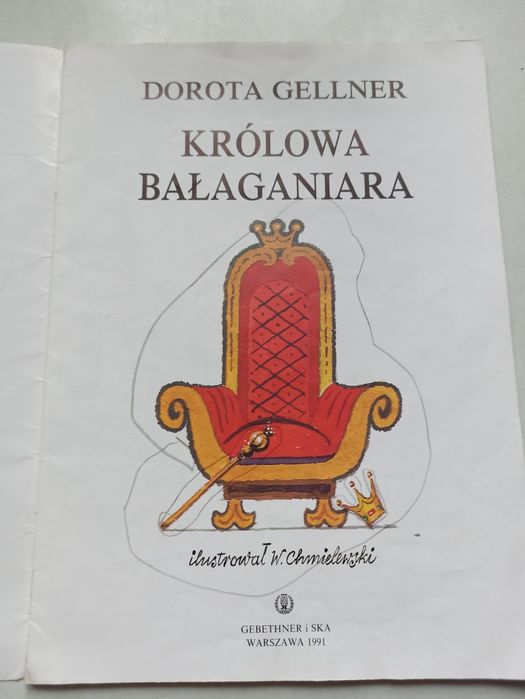 DOROTA GELLNER
KRÓLOWA
BAŁAGANIARA
ilustrował W. Chmielewski
GEBETHNER i SKA
WARSZAWA 1991